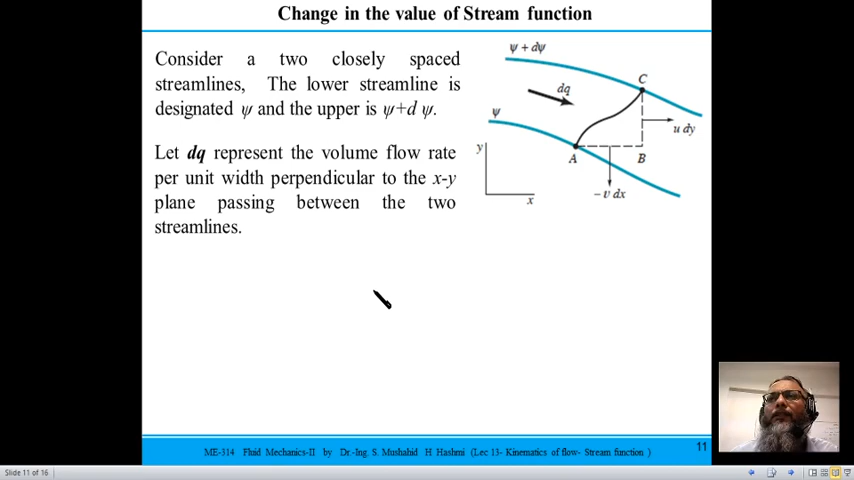 Change in the value of Stream function
Consider a two closely spaced
streamlines, The lower streamline is
designated ψ and the upper is ψ+d ψ.
Let dq represent the volume flow rate
per unit width perpendicular to the x-y
plane passing between the two
streamlines.
ψ + dψ
C
dq
ψ
u dy
y
A
B
− v dx
x
ME-314 Fluid Mechanics-II by Dr.-Ing. S. Mushahid H Hashmi (Lec 13- Kinematics of flow- Stream function )
11
Slide 11 of 16